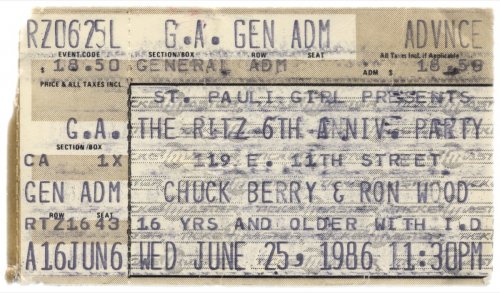 RZ0625L G.A. GEN ADM ADVNCE
EVENT CODE SECTION/BOX ROW SEAT All Taxes Incl. if Applicable
18.50 GENERAL ADM ADM $ 18.50
PRICE & ALL TAXES INCL.
ST. PAULI GIRL PRESENTS
G.A. THE RITZ 6TH ANNIV. PARTY
SECTION/BOX
CA 1X 119 E. 11TH STREET
GEN ADM CHUCK BERRY & RON WOOD
ROW SEAT
RTZ1643 16 YRS AND OLDER WITH I.D
A16JUN6 WED JUNE 25, 1986 11:30PM